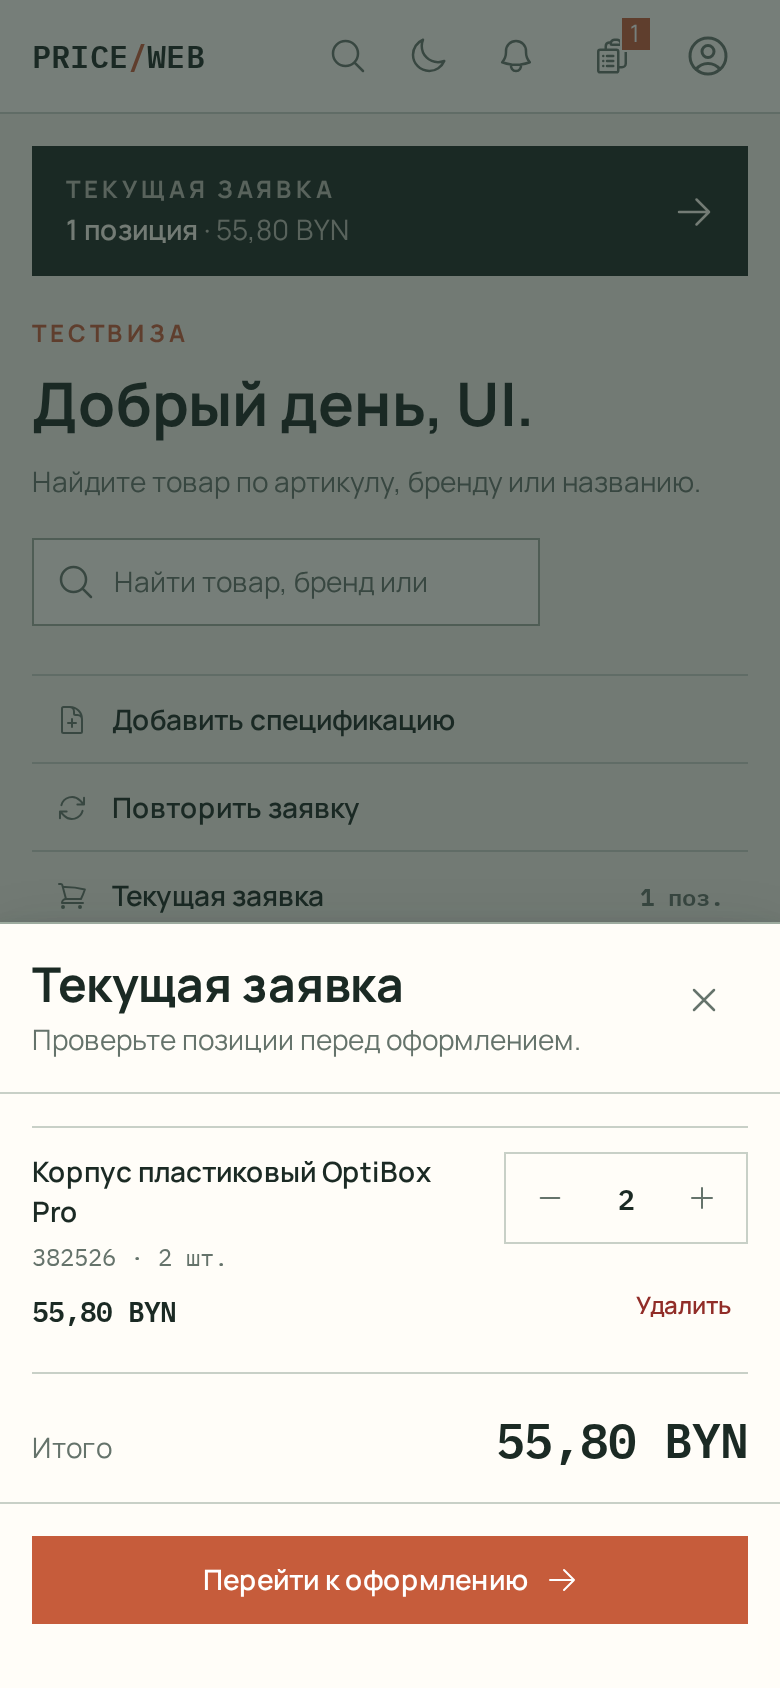 PRICE/WEB
1
ТЕКУЩАЯ ЗАЯВКА
1 позиция · 55,80 BYN
ТЕСТВИЗА
Добрый день, UI.
Найдите товар по артикулу, бренду или названию.
Найти товар, бренд или
Добавить спецификацию
Повторить заявку
Текущая заявка 1 поз.
Текущая заявка
Проверьте позиции перед оформлением.
Корпус пластиковый OptiBox
Pro
2
382526 · 2 шт.
55,80 BYN
Удалить
Итого 55,80 BYN
Перейти к оформлению